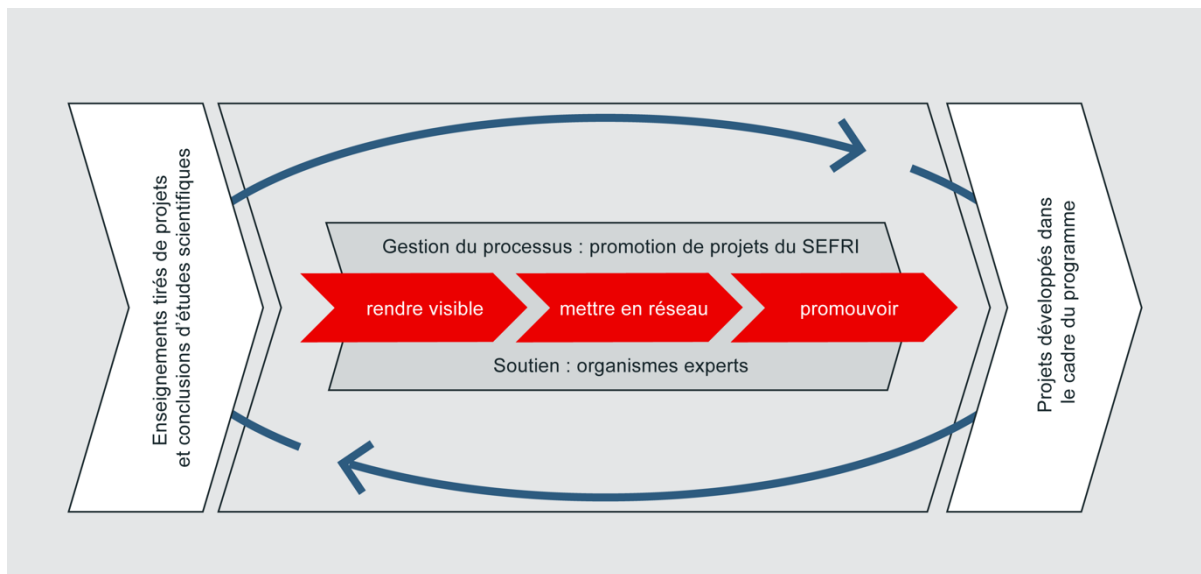 Enseignements tirés de projets
et conclusions d’études scientifiques
Gestion du processus : promotion de projets du SEFRI
rendre visible
mettre en réseau
promouvoir
Soutien : organismes experts
Projets développés dans
le cadre du programme